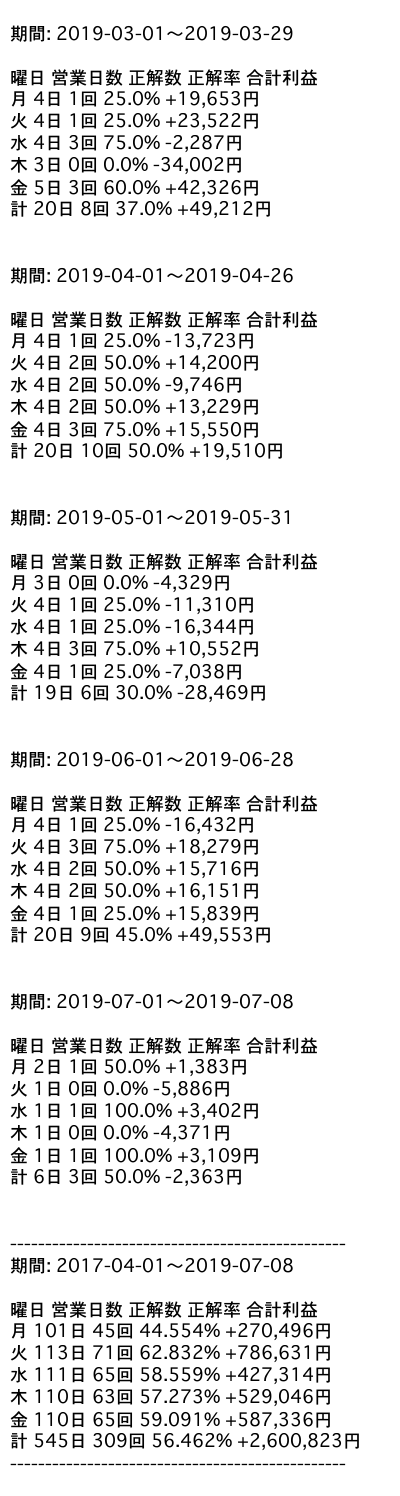 期間: 2019-03-01〜2019-03-29
曜日 営業日数 正解数 正解率 合計利益
月 4日 1回 25.0% +19,653円
火 4日 1回 25.0% +23,522円
水 4日 3回 75.0% -2,287円
木 3日 0回 0.0% -34,002円
金 5日 3回 60.0% +42,326円
計 20日 8回 37.0% +49,212円
期間: 2019-04-01〜2019-04-26
曜日 営業日数 正解数 正解率 合計利益
月 4日 1回 25.0% -13,723円
火 4日 2回 50.0% +14,200円
水 4日 2回 50.0% -9,746円
木 4日 2回 50.0% +13,229円
金 4日 3回 75.0% +15,550円
計 20日 10回 50.0% +19,510円
期間: 2019-05-01〜2019-05-31
曜日 営業日数 正解数 正解率 合計利益
月 3日 0回 0.0% -4,329円
火 4日 1回 25.0% -11,310円
水 4日 1回 25.0% -16,344円
木 4日 3回 75.0% +10,552円
金 4日 1回 25.0% -7,038円
計 19日 6回 30.0% -28,469円
期間: 2019-06-01〜2019-06-28
曜日 営業日数 正解数 正解率 合計利益
月 4日 1回 25.0% -16,432円
火 4日 3回 75.0% +18,279円
水 4日 2回 50.0% +15,716円
木 4日 2回 50.0% +16,151円
金 4日 1回 25.0% +15,839円
計 20日 9回 45.0% +49,553円
期間: 2019-07-01〜2019-07-08
曜日 営業日数 正解数 正解率 合計利益
月 2日 1回 50.0% +1,383円
火 1日 0回 0.0% -5,886円
水 1日 1回 100.0% +3,402円
木 1日 0回 0.0% -4,371円
金 1日 1回 100.0% +3,109円
計 6日 3回 50.0% -2,363円
------------------------------------------------
期間: 2017-04-01〜2019-07-08
曜日 営業日数 正解数 正解率 合計利益
月 101日 45回 44.554% +270,496円
火 113日 71回 62.832% +786,631円
水 111日 65回 58.559% +427,314円
木 110日 63回 57.273% +529,046円
金 110日 65回 59.091% +587,336円
計 545日 309回 56.462% +2,600,823円
------------------------------------------------